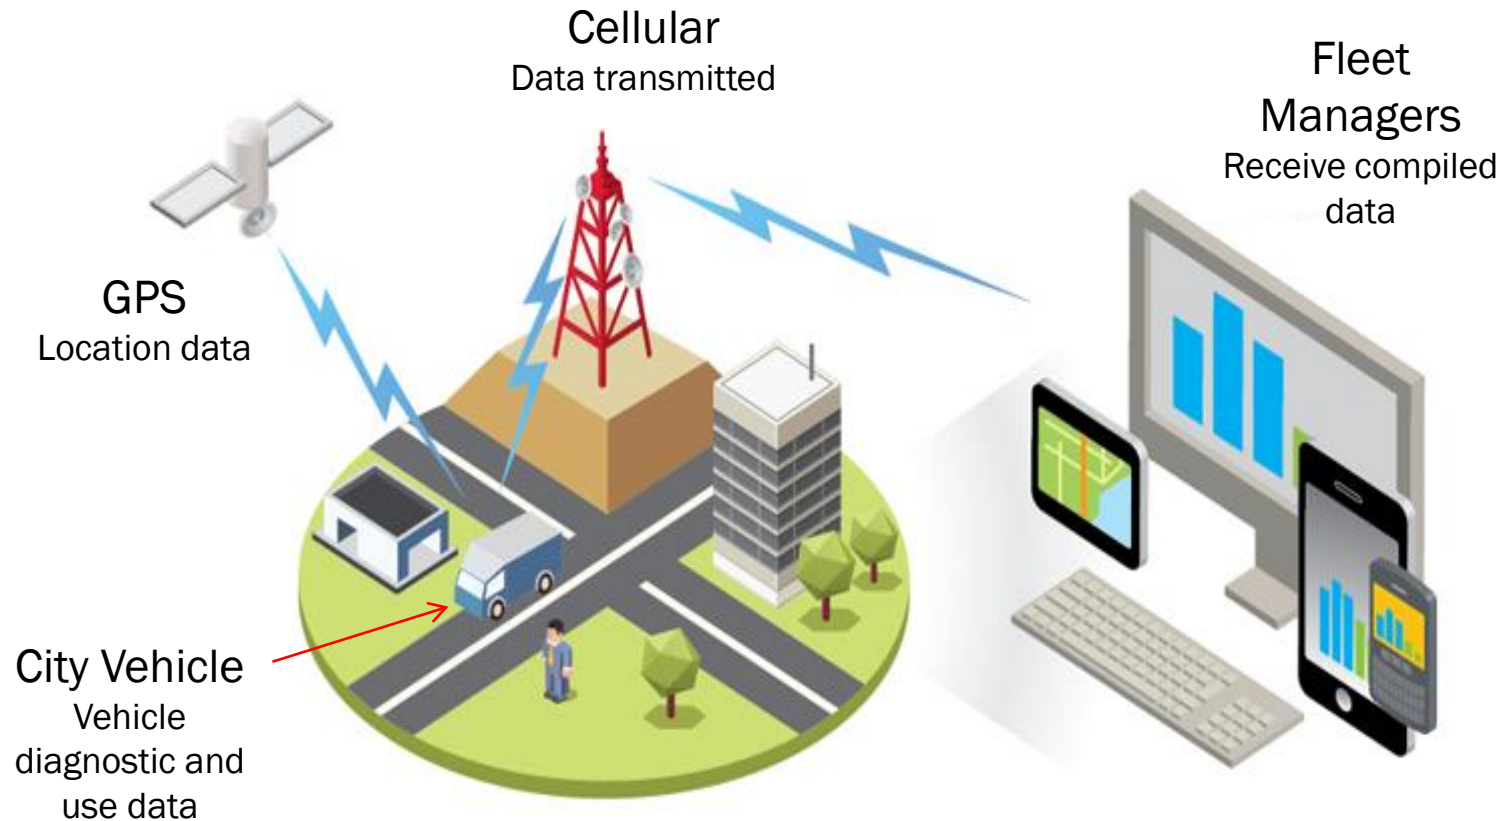 Cellular
Data transmitted
Fleet
Managers
Receive compiled
data
GPS
Location data
City Vehicle
Vehicle
diagnostic and
use data